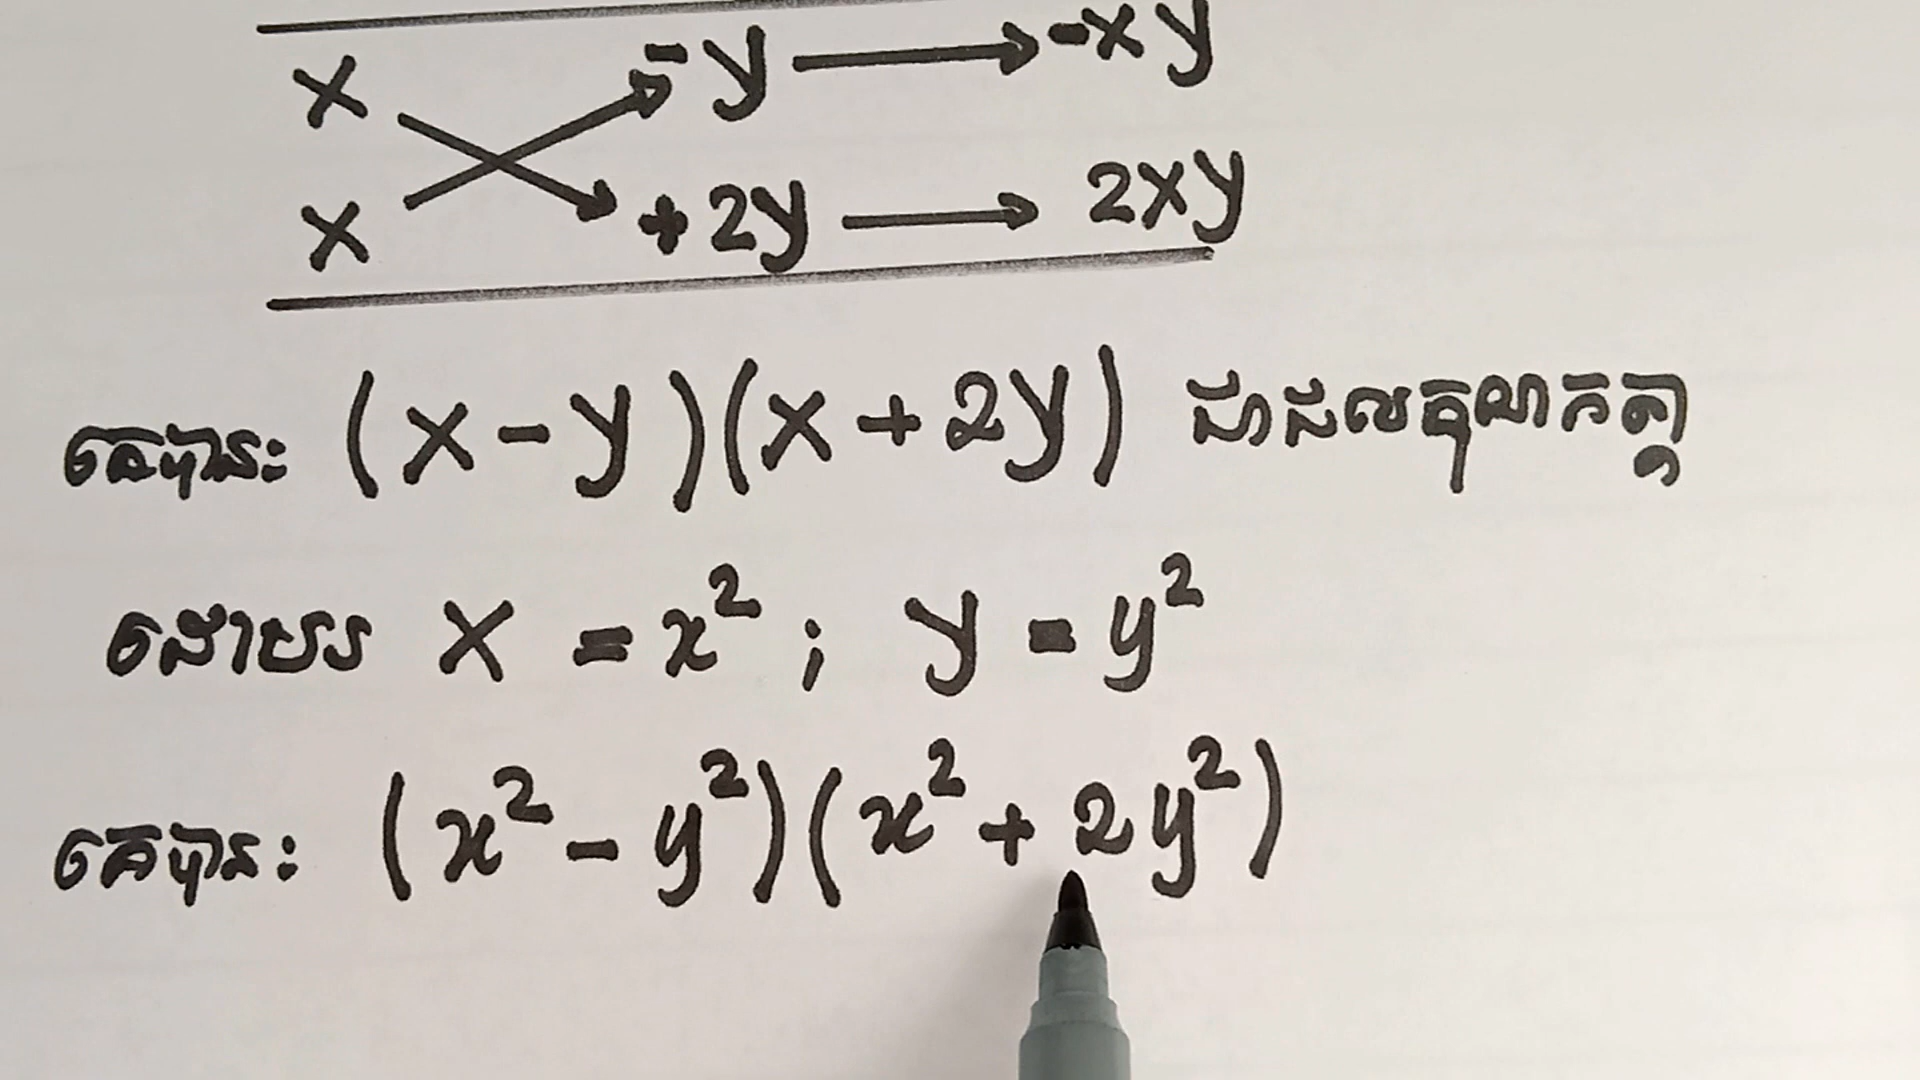 X -Y → -XY
X +2Y → 2XY
គេបាន: (X-Y)(X+2Y) ជាផលគុណកត្តា
ដោយ X = x² ; Y = y²
គេបាន: (x²-y²)(x²+2y²)